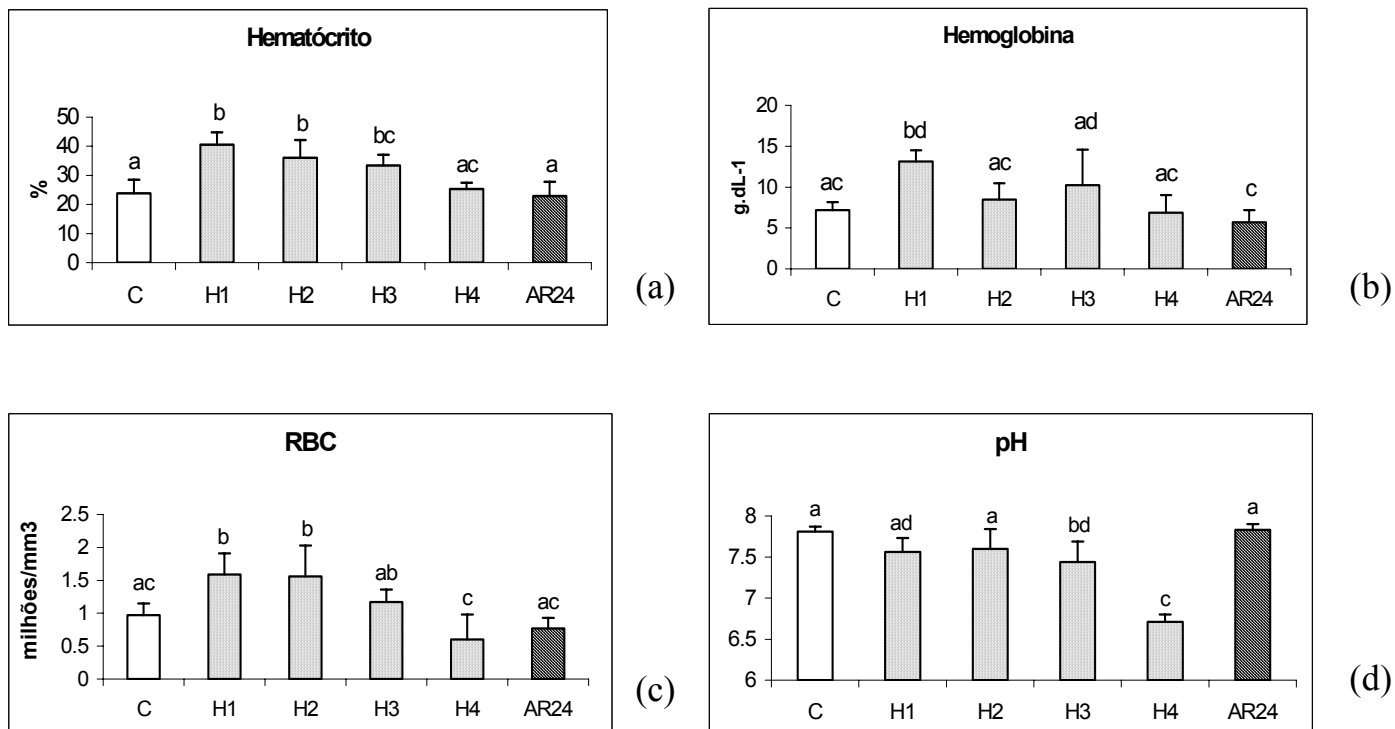 Hematócrito
%
50
40
30
20
10
0
a b b bc ac a
C H1 H2 H3 H4 AR24
(a)
Hemoglobina
g.dL-1
20
15
10
5
0
ac bd ac ad ac c
C H1 H2 H3 H4 AR24
(b)
RBC
milhões/mm3
2.5
2
1.5
1
0.5
0
ac b b ab c ac
C H1 H2 H3 H4 AR24
(c)
pH
8
7.5
7
6.5
6
a ad a bd c a
C H1 H2 H3 H4 AR24
(d)